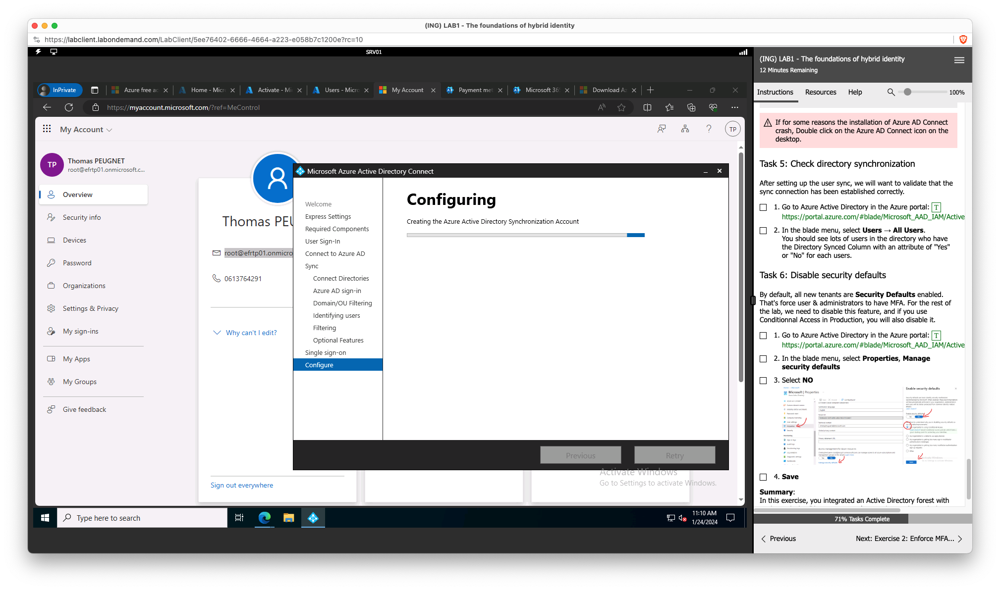 (ING) LAB1 - The foundations of hybrid identity
https://labclient.labondemand.com/LabClient/5ee76402-6666-4664-a223-e058b7c1200e?rc=10
SRV01
InPrivate
Azure free ac
Home - Micr
Activate - Mi
Users - Micro
My Account
Payment met
Microsoft 36
Download Az
https://myaccount.microsoft.com/?ref=MeControl
My Account
TP
TP
Thomas PEUGNET
root@efrtp01.onmicrosoft.c...
Overview
Security info
Devices
Password
Organizations
Settings & Privacy
My sign-ins
My Apps
My Groups
Give feedback
Thomas PEU
root@efrtp01.onmicro
0613764291
Why can't I edit?
Sign out everywhere
Microsoft Azure Active Directory Connect
Welcome
Express Settings
Required Components
User Sign-In
Connect to Azure AD
Sync
Connect Directories
Azure AD sign-in
Domain/OU Filtering
Identifying users
Filtering
Optional Features
Single sign-on
Configure
Configuring
Creating the Azure Active Directory Synchronization Account
Previous
Retry
Activate Windows
Go to Settings to activate Windows.
Type here to search
11:10 AM
1/24/2024
(ING) LAB1 - The foundations of hybrid identity
12 Minutes Remaining
Instructions
Resources
Help
100%
If for some reasons the installation of Azure AD Connect
crash, Double click on the Azure AD Connect icon on the
desktop.
Task 5: Check directory synchronization
After setting up the user sync, we will want to validate that the
sync connection has been established correctly.
1. Go to Azure Active Directory in the Azure portal: T
https://portal.azure.com/#blade/Microsoft_AAD_IAM/Active
2. In the blade menu, select Users → All Users.
You should see lots of users in the directory who have
the Directory Synced Column with an attribute of "Yes"
or "No" for each users.
Task 6: Disable security defaults
By default, all new tenants are Security Defaults enabled.
That's force user & administrators to have MFA. For the rest of
the lab, we need to disable this feature, and if you use
Conditionnal Access in Production, you will also disable it.
1. Go to Azure Active Directory in the Azure portal: T
https://portal.azure.com/#blade/Microsoft_AAD_IAM/Active
2. In the blade menu, select Properties, Manage
security defaults
3. Select NO
Microsoft | Properties
Enable security defaults
4. Save
Summary:
In this exercise, you integrated an Active Directory forest with
71% Tasks Complete
Previous
Next: Exercise 2: Enforce MFA...